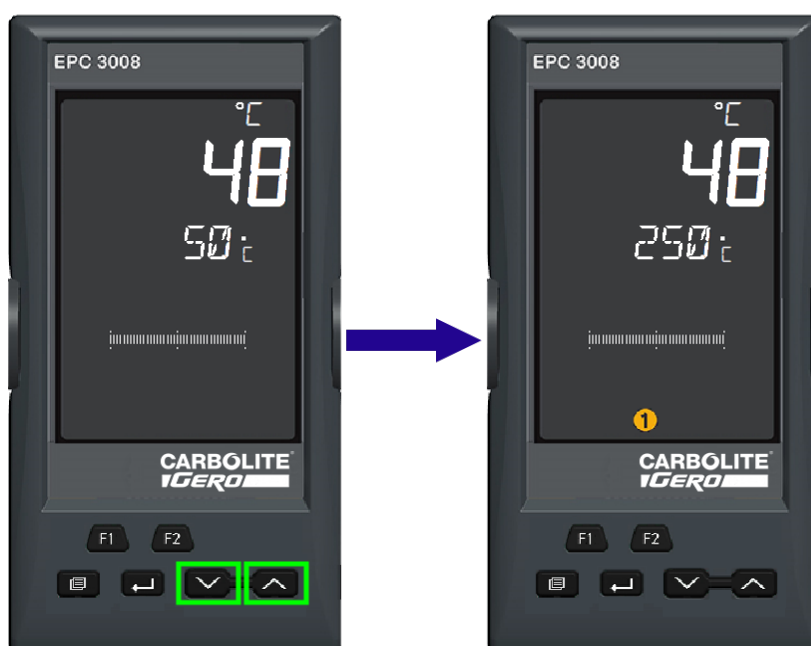 EPC 3008
°C
48
50 °C
CARBOLITE
GERO
F1 F2
EPC 3008
°C
48
250 °C
1
CARBOLITE
GERO
F1 F2